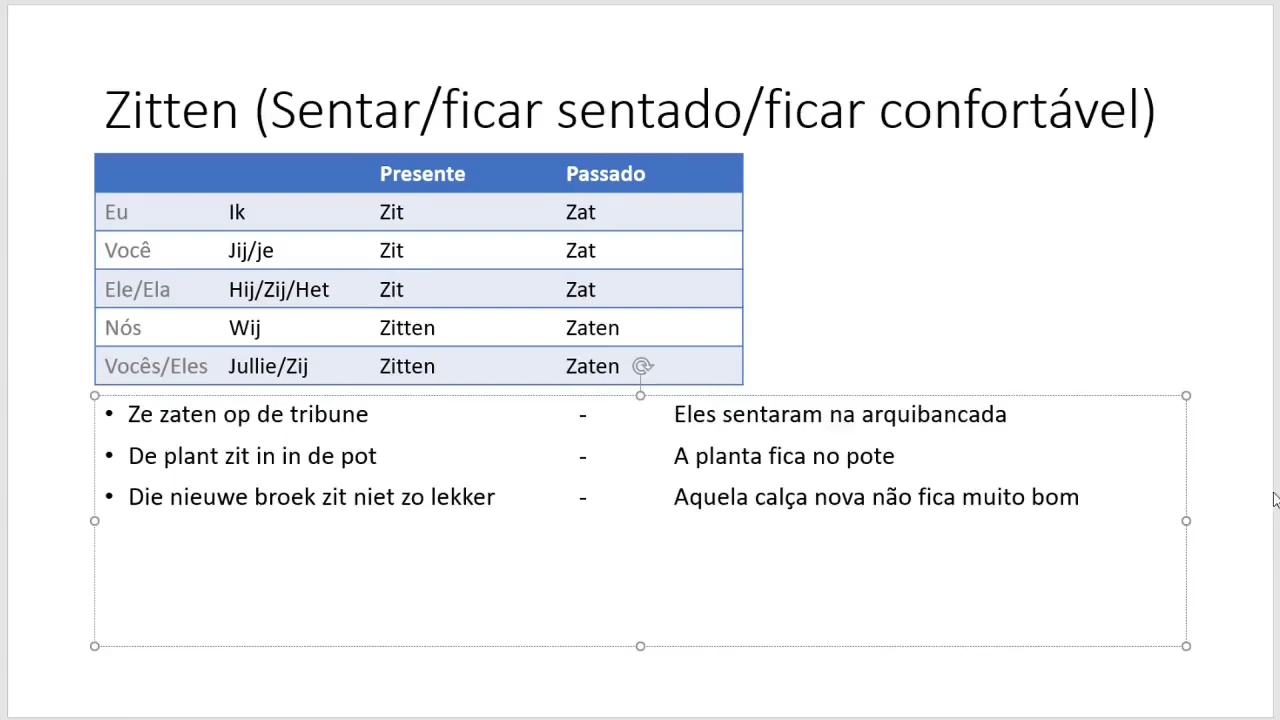 Zitten (Sentar/ficar sentado/ficar confortável)
Presente Passado
Eu Ik Zit Zat
Você Jij/je Zit Zat
Ele/Ela Hij/Zij/Het Zit Zat
Nós Wij Zitten Zaten
Vocês/Eles Jullie/Zij Zitten Zaten
• Ze zaten op de tribune - Eles sentaram na arquibancada
• De plant zit in in de pot - A planta fica no pote
• Die nieuwe broek zit niet zo lekker - Aquela calça nova não fica muito bom